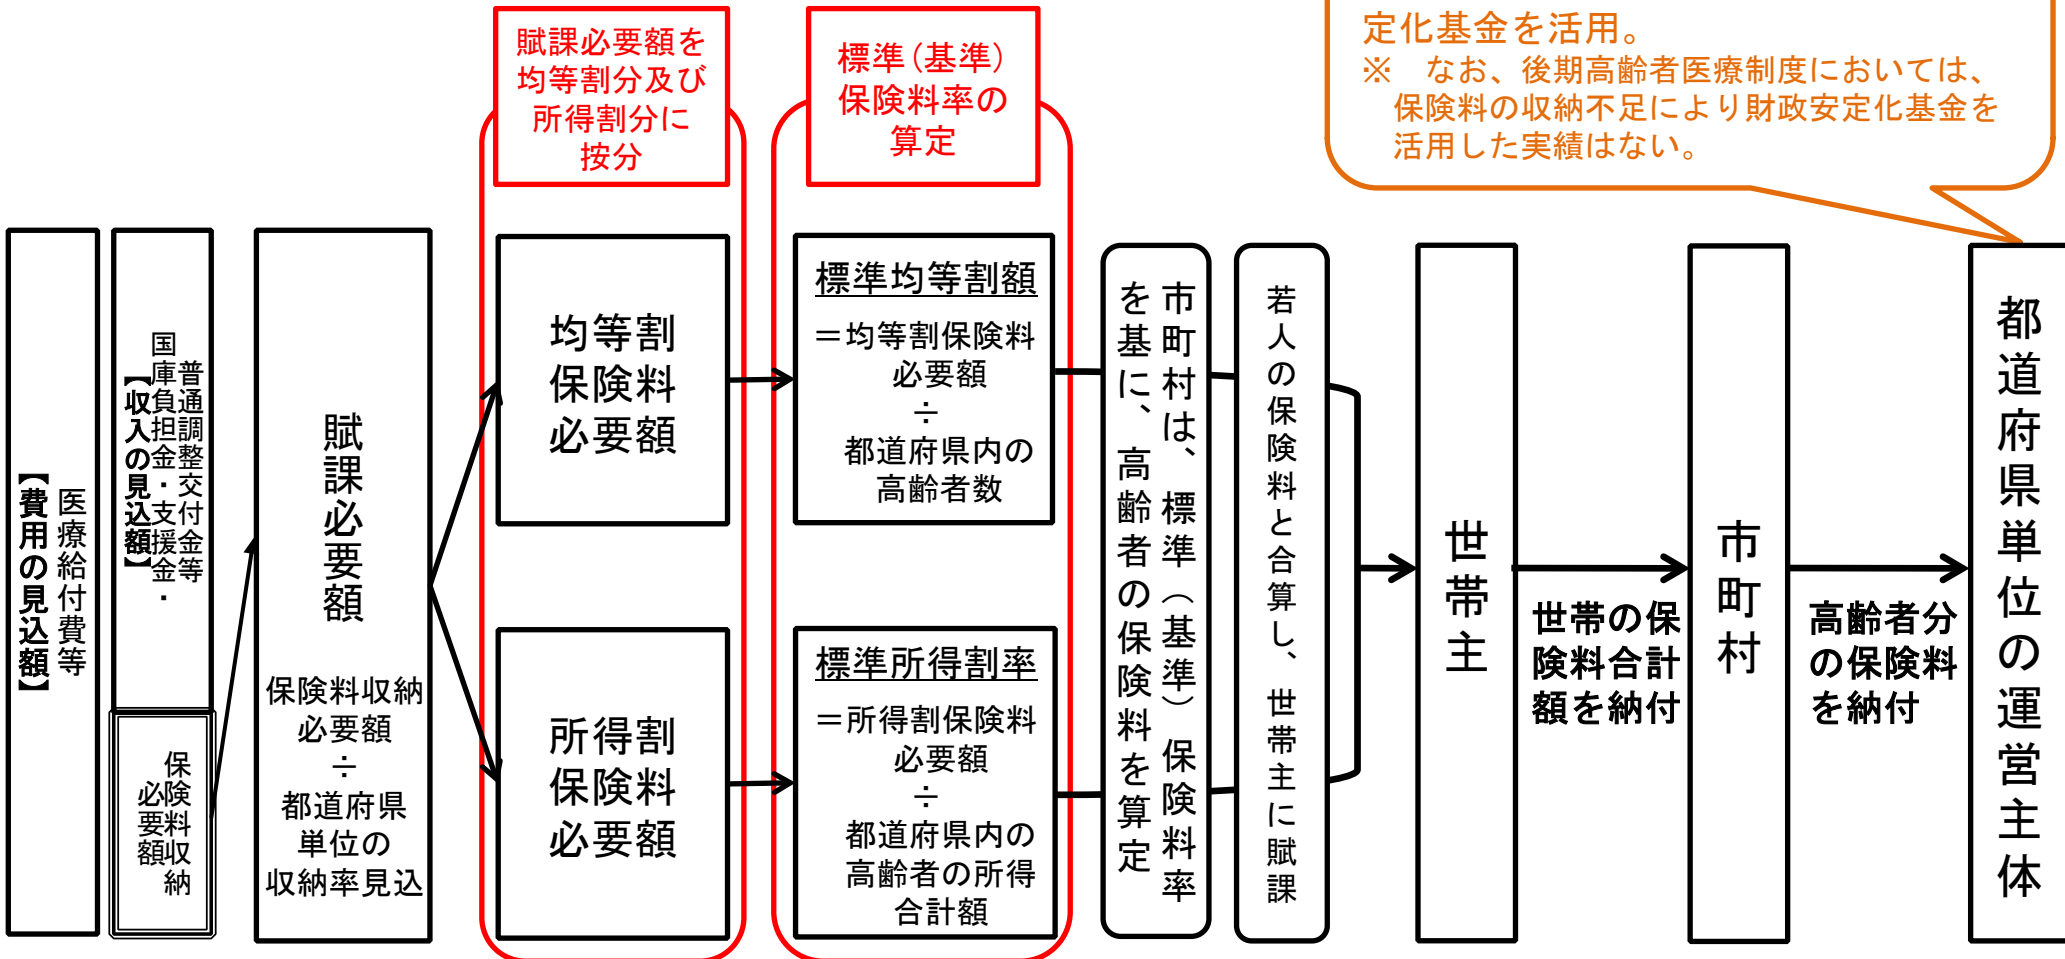 賦課必要額を
均等割分及び
所得割分に
按分
標準(基準)
保険料率の
算定
定化基金を活用。
※　なお、後期高齢者医療制度においては、
保険料の収納不足により財政安定化基金を
活用した実績はない。
医療給付費等
【費用の見込額】
普通調整交付金等
国庫負担金・支援金・
【収入の見込額】
保険料収納
必要額
賦課必要額
保険料収納
必要額
÷
都道府県
単位の
収納率見込
均等割
保険料
必要額
所得割
保険料
必要額
標準均等割額
＝均等割保険料
必要額
÷
都道府県内の
高齢者数
標準所得割率
＝所得割保険料
必要額
÷
都道府県内の
高齢者の所得
合計額
市町村は、標準（基準）保険料率
を基に、高齢者の保険料を算定
若人の保険料と合算し、世帯主に賦課
世帯主
世帯の保
険料合計
額を納付
市町村
高齢者分
の保険料
を納付
都道府県単位の運営主体